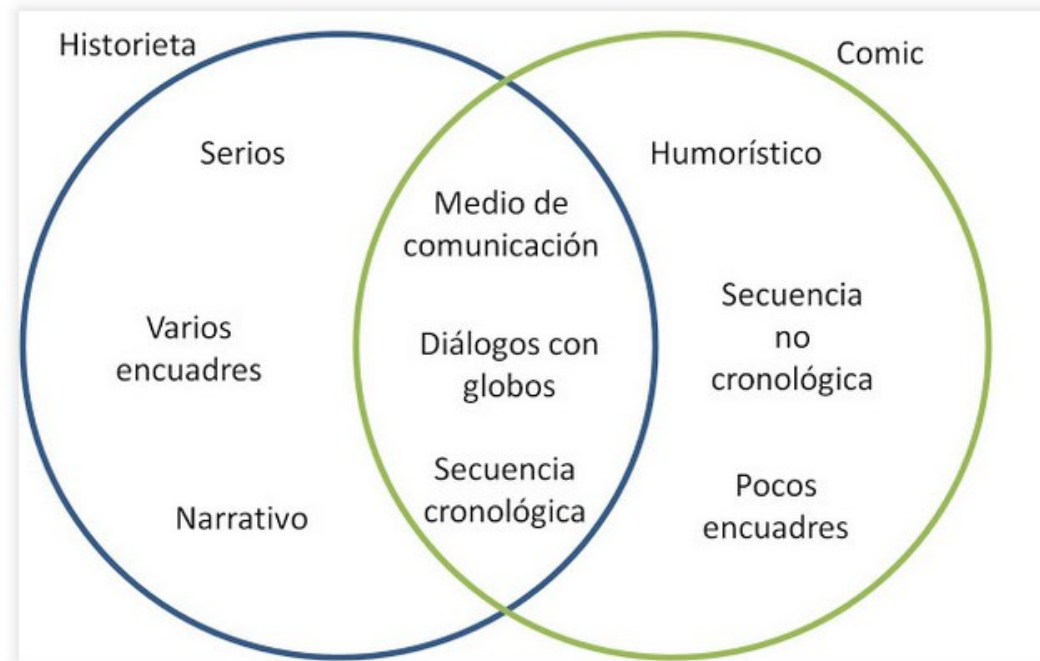 Historieta
Comic
Serios
Varios
encuadres
Narrativo
Medio de
comunicación
Diálogos con
globos
Secuencia
cronológica
Humorístico
Secuencia
no
cronológica
Pocos
encuadres